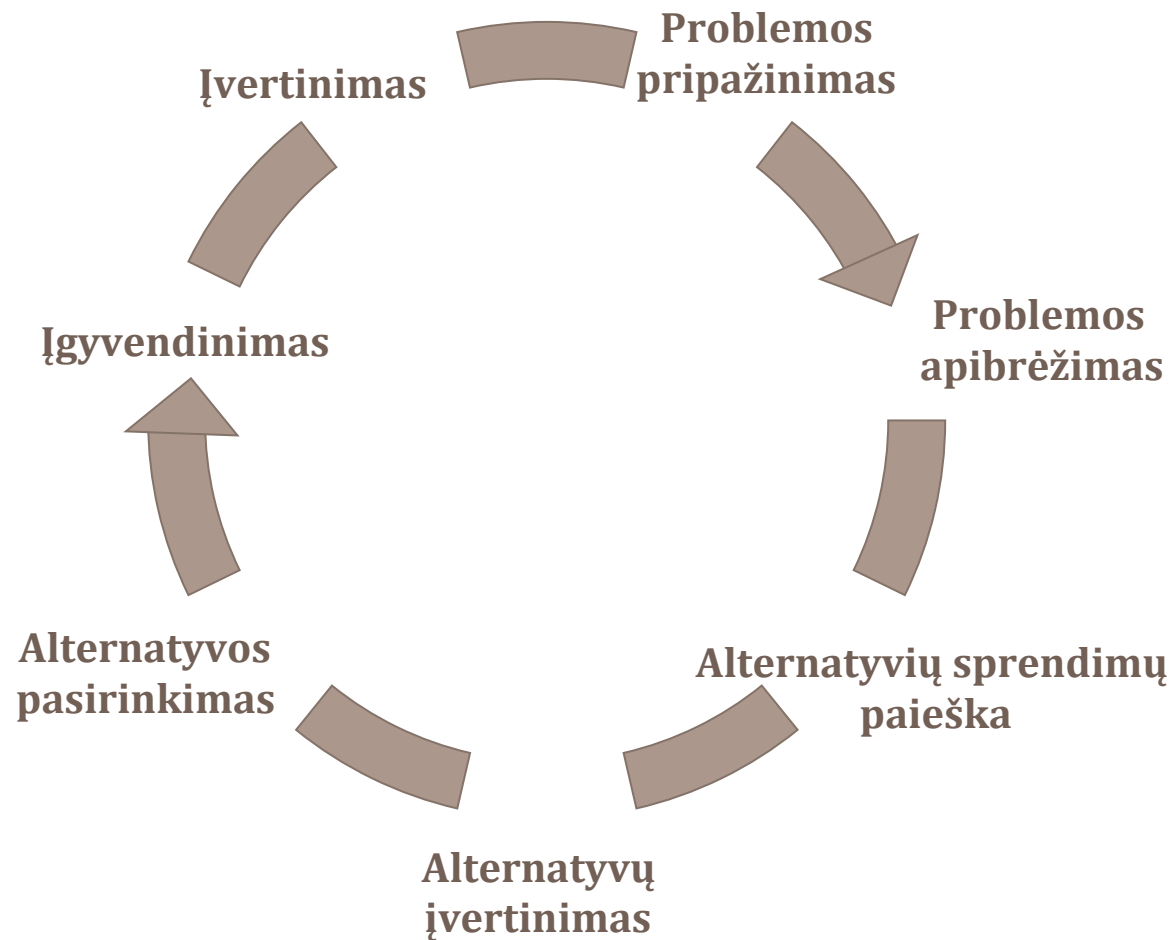 Problemos
pripažinimas
Problemos
apibrėžimas
Alternatyvių sprendimų
paieška
Alternatyvų
įvertinimas
Alternatyvos
pasirinkimas
Įgyvendinimas
Įvertinimas